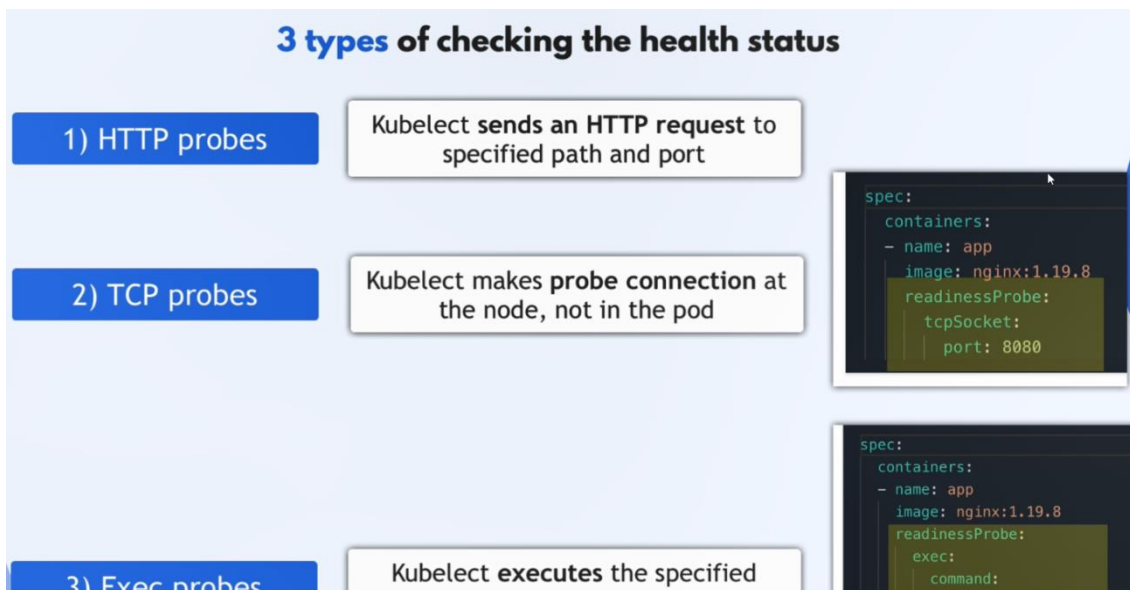 3 types of checking the health status
1) HTTP probes
Kubelect sends an HTTP request to
specified path and port
2) TCP probes
Kubelect makes probe connection at
the node, not in the pod
spec:
containers:
- name: app
image: nginx:1.19.8
readinessProbe:
tcpSocket:
port: 8080
3) Exec probes
Kubelect executes the specified
spec:
containers:
- name: app
image: nginx:1.19.8
readinessProbe:
exec:
command: